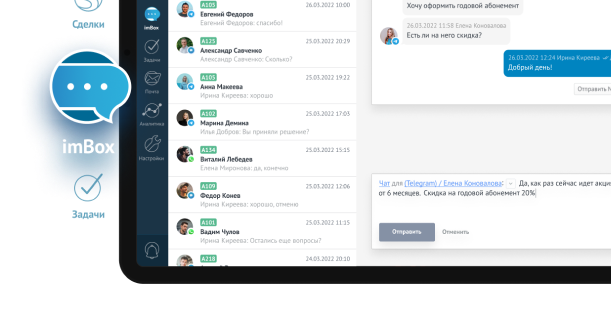 Сделки
imBox
Задачи
imBox
Задачи
Почта
Аналитика
Настройки
A105
26.03.2022 10:00
Евгений Федоров
Евгений Федоров: спасибо!
A123
25.03.2022 20:29
Александр Савченко
Александр Савченко: Сколько?
A105
25.03.2022 19:22
Анна Макеева
Ирина Киреева: хорошо
A102
25.03.2022 17:03
Марина Демина
Илья Добров: Вы приняли решение?
A134
25.03.2022 15:15
Виталий Лебедев
Елена Миронова: да, конечно
A109
25.03.2022 12:06
Федор Конев
Ирина Киреева: хорошо, отменю
A101
25.03.2022 11:15
Вадим Чулов
Ирина Киреева: Остались еще вопросы?
A218
24.03.2022 20:10
Хочу оформить годовой абонемент
26.03.2022 11:58 Елена Коновалова
Есть ли на него скидка?
26.03.2022 12:24 Ирина Киреева
Добрый день!
Отправить
Чат для (Telegram) / Елена Коновалова: Да, как раз сейчас идет акци
от 6 месяцев. Скидка на годовой абонемент 20%
Отправить
Отменить